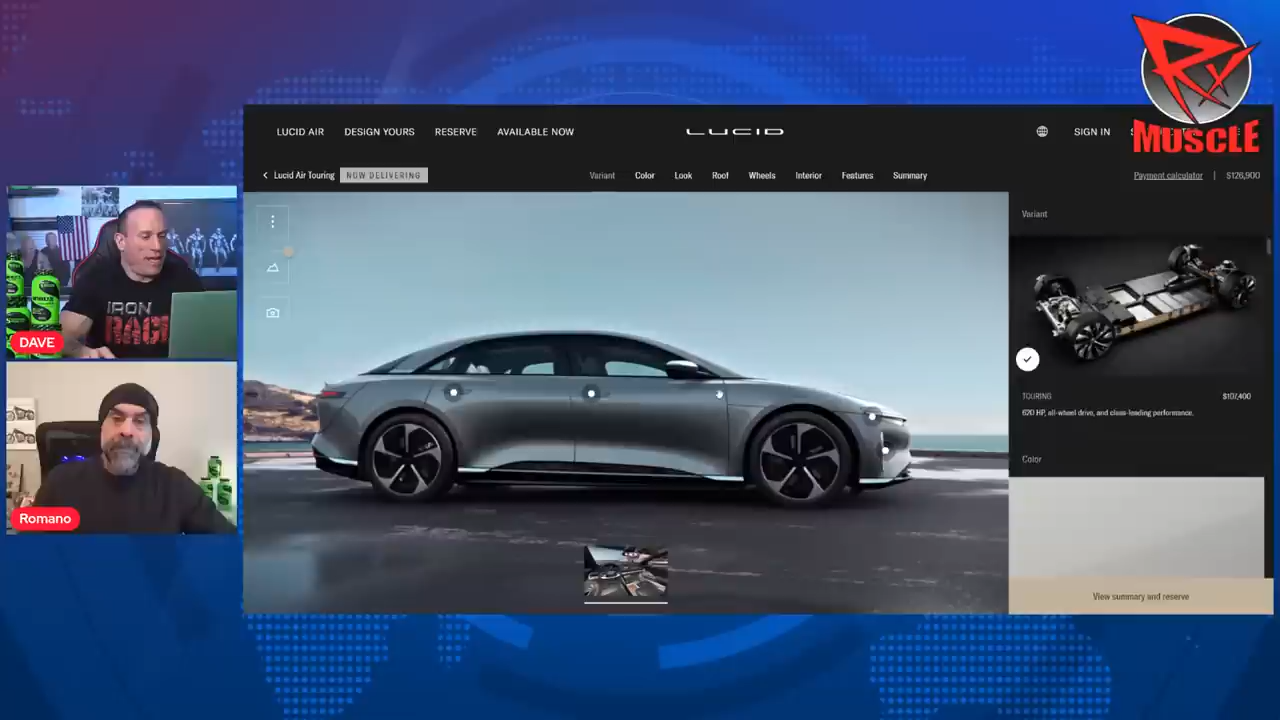 Rx
MUSCLE
LUCID AIR
DESIGN YOURS
RESERVE
AVAILABLE NOW
LUCID
SIGN IN
Lucid Air Touring
NOW DELIVERING
Variant
Color
Look
Roof
Wheels
Interior
Features
Summary
Payment calculator
|
$126,900
Variant
TOURING
$107,400
620 HP, all-wheel drive, and class-leading performance.
Color
View summary and reserve
IRON
RAGE
DAVE
Romano